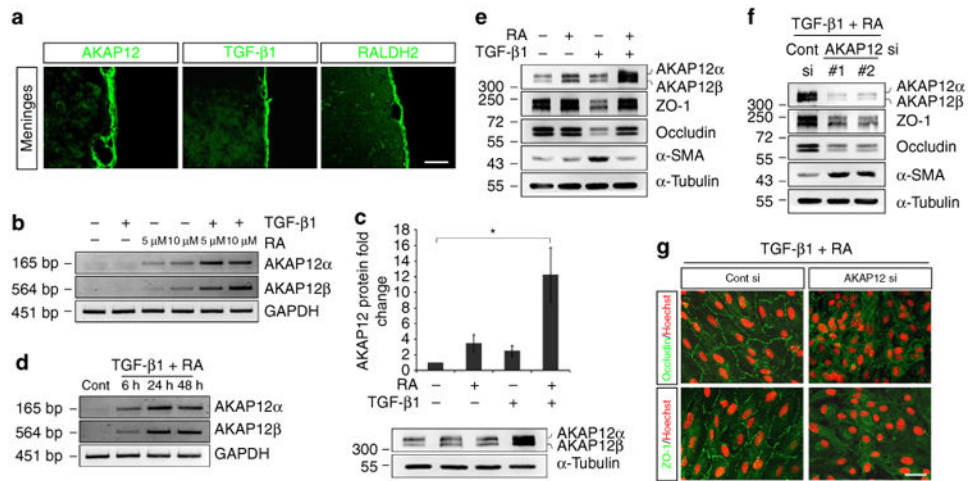 a
AKAP12 TGF-β1 RALDH2
Meninges
b
– + – – + + TGF-β1
– – 5 μM 10 μM 5 μM 10 μM RA
165 bp AKAP12α
564 bp AKAP12β
451 bp GAPDH
d
TGF-β1 + RA
Cont 6 h 24 h 48 h
165 bp AKAP12α
564 bp AKAP12β
451 bp GAPDH
c
AKAP12 protein fold change
18
16
14
12
10
8
6
4
2
0
*
RA – + – +
TGF-β1 – – + +
300 AKAP12α
AKAP12β
55 α-Tubulin
e
RA – + – +
TGF-β1 – – + +
AKAP12α
300 AKAP12β
250 ZO-1
72 Occludin
55
α-SMA
43
55 α-Tubulin
f
TGF-β1 + RA
Cont AKAP12 si
si #1 #2
AKAP12α
300 AKAP12β
250 ZO-1
72 Occludin
55
α-SMA
43
55 α-Tubulin
g
TGF-β1 + RA
Cont si AKAP12 si
Occludin/Hoechst
ZO-1/Hoechst